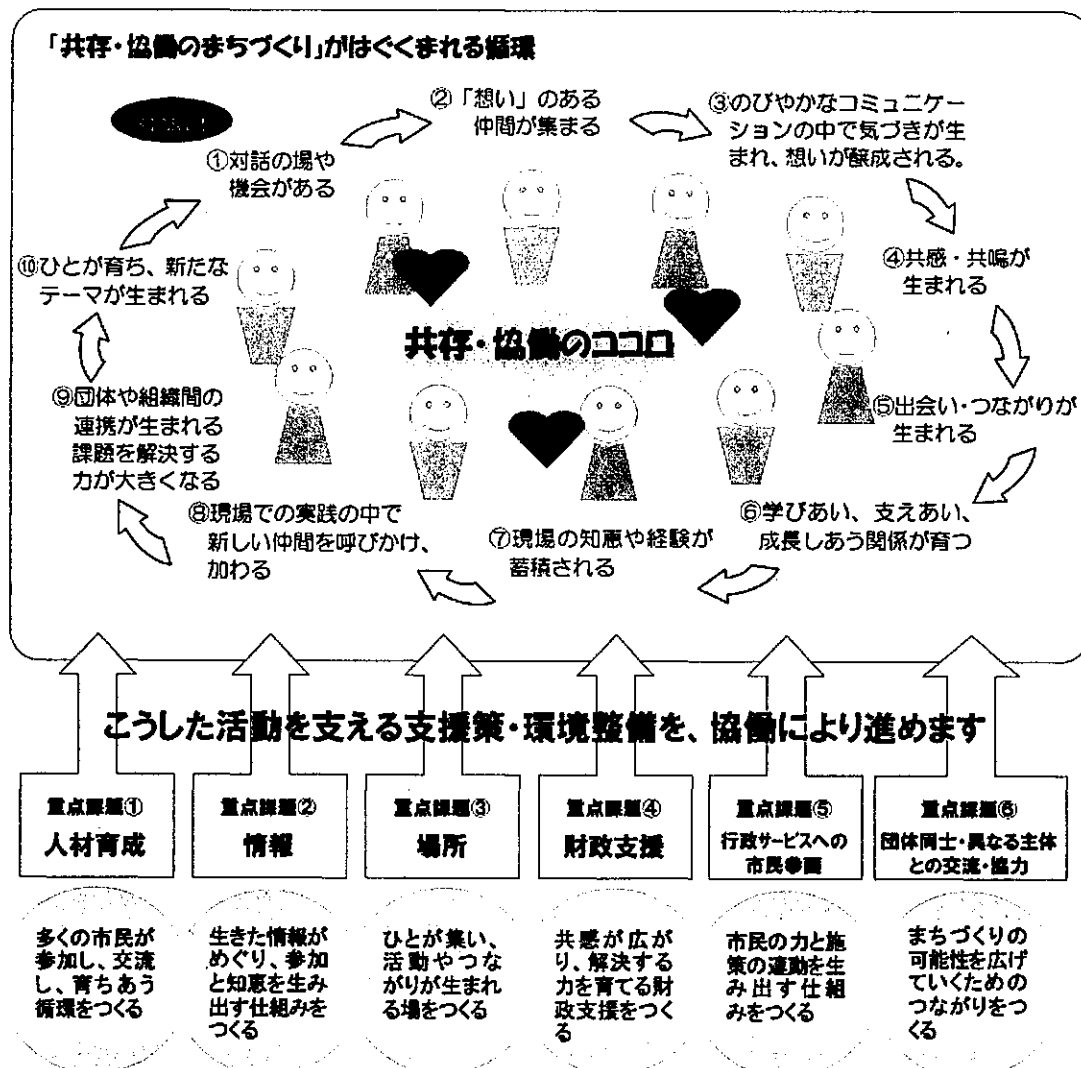 「共存・協働のまちづくり」がはぐくまれる循環
①対話の場や
機会がある
②「想い」のある
仲間が集まる
③のびやかなコミュニケー
ションの中で気づきが生
まれ、想いが醸成される。
④共感・共鳴が
生まれる
⑤出会い・つながりが
生まれる
⑥学びあい、支えあい、
成長しあう関係が育つ
⑦現場の知恵や経験が
蓄積される
⑧現場での実践の中で
新しい仲間を呼びかけ、
加わる
⑨団体や組織間の
連携が生まれる
課題を解決する
力が大きくなる
⑩ひとが育ち、新たな
テーマが生まれる
共存・協働のココロ
こうした活動を支える支援策・環境整備を、協働により進めます
重点課題①
人材育成
多くの市民が
参加し、交流
し、育ちあう
循環をつくる
重点課題②
情報
生きた情報が
めぐり、参加
と知恵を生み
出す仕組みを
つくる
重点課題③
場所
ひとが集い、
活動やつな
がりが生まれ
る場をつくる
重点課題④
財政支援
共感が広が
り、解決する
力を育てる財
政支援をつく
る
重点課題⑤
行政サービスへの
市民参画
市民の力と施
策の連動を生
み出す仕組
みをつくる
重点課題⑥
団体同士・異なる主体
との交流・協力
まちづくりの
可能性を広げ
ていくための
つながりをつ
くる